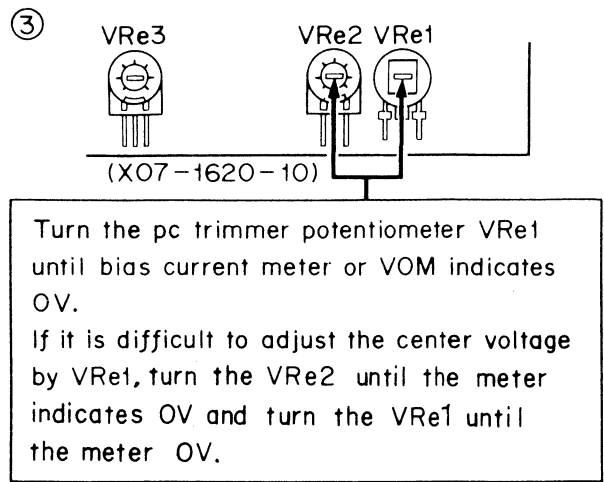 ③
VRe3 VRe2 VRe1
(X07-1620-10)
Turn the pc trimmer potentiometer VRe1
until bias current meter or VOM indicates
0V.
If it is difficult to adjust the center voltage
by VRe1, turn the VRe2 until the meter
indicates 0V and turn the VRe1 until
the meter 0V.